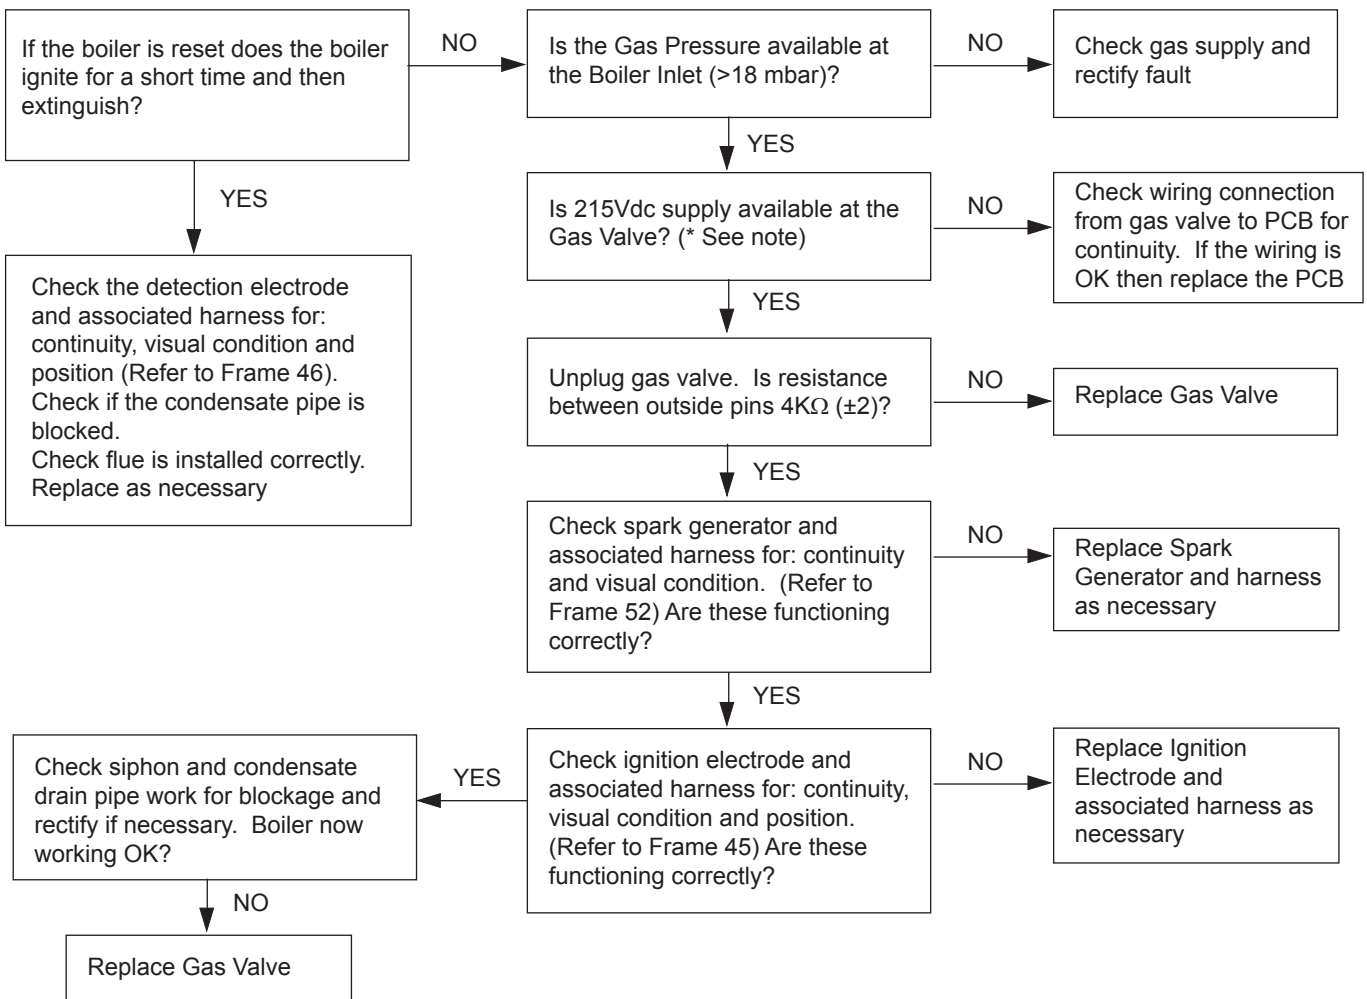 If the boiler is reset does the boiler
ignite for a short time and then
extinguish?
NO
Is the Gas Pressure available at
the Boiler Inlet (>18 mbar)?
NO
Check gas supply and
rectify fault
YES
YES
Check the detection electrode
and associated harness for:
continuity, visual condition and
position (Refer to Frame 46).
Check if the condensate pipe is
blocked.
Check flue is installed correctly.
Replace as necessary
Is 215Vdc supply available at the
Gas Valve? (* See note)
NO
Check wiring connection
from gas valve to PCB for
continuity. If the wiring is
OK then replace the PCB
YES
Unplug gas valve. Is resistance
between outside pins 4KΩ (±2)?
NO
Replace Gas Valve
YES
Check spark generator and
associated harness for: continuity
and visual condition. (Refer to
Frame 52) Are these functioning
correctly?
NO
Replace Spark
Generator and harness
as necessary
YES
Check ignition electrode and
associated harness for: continuity,
visual condition and position.
(Refer to Frame 45) Are these
functioning correctly?
NO
Replace Ignition
Electrode and
associated harness as
necessary
YES
Check siphon and condensate
drain pipe work for blockage and
rectify if necessary. Boiler now
working OK?
NO
Replace Gas Valve